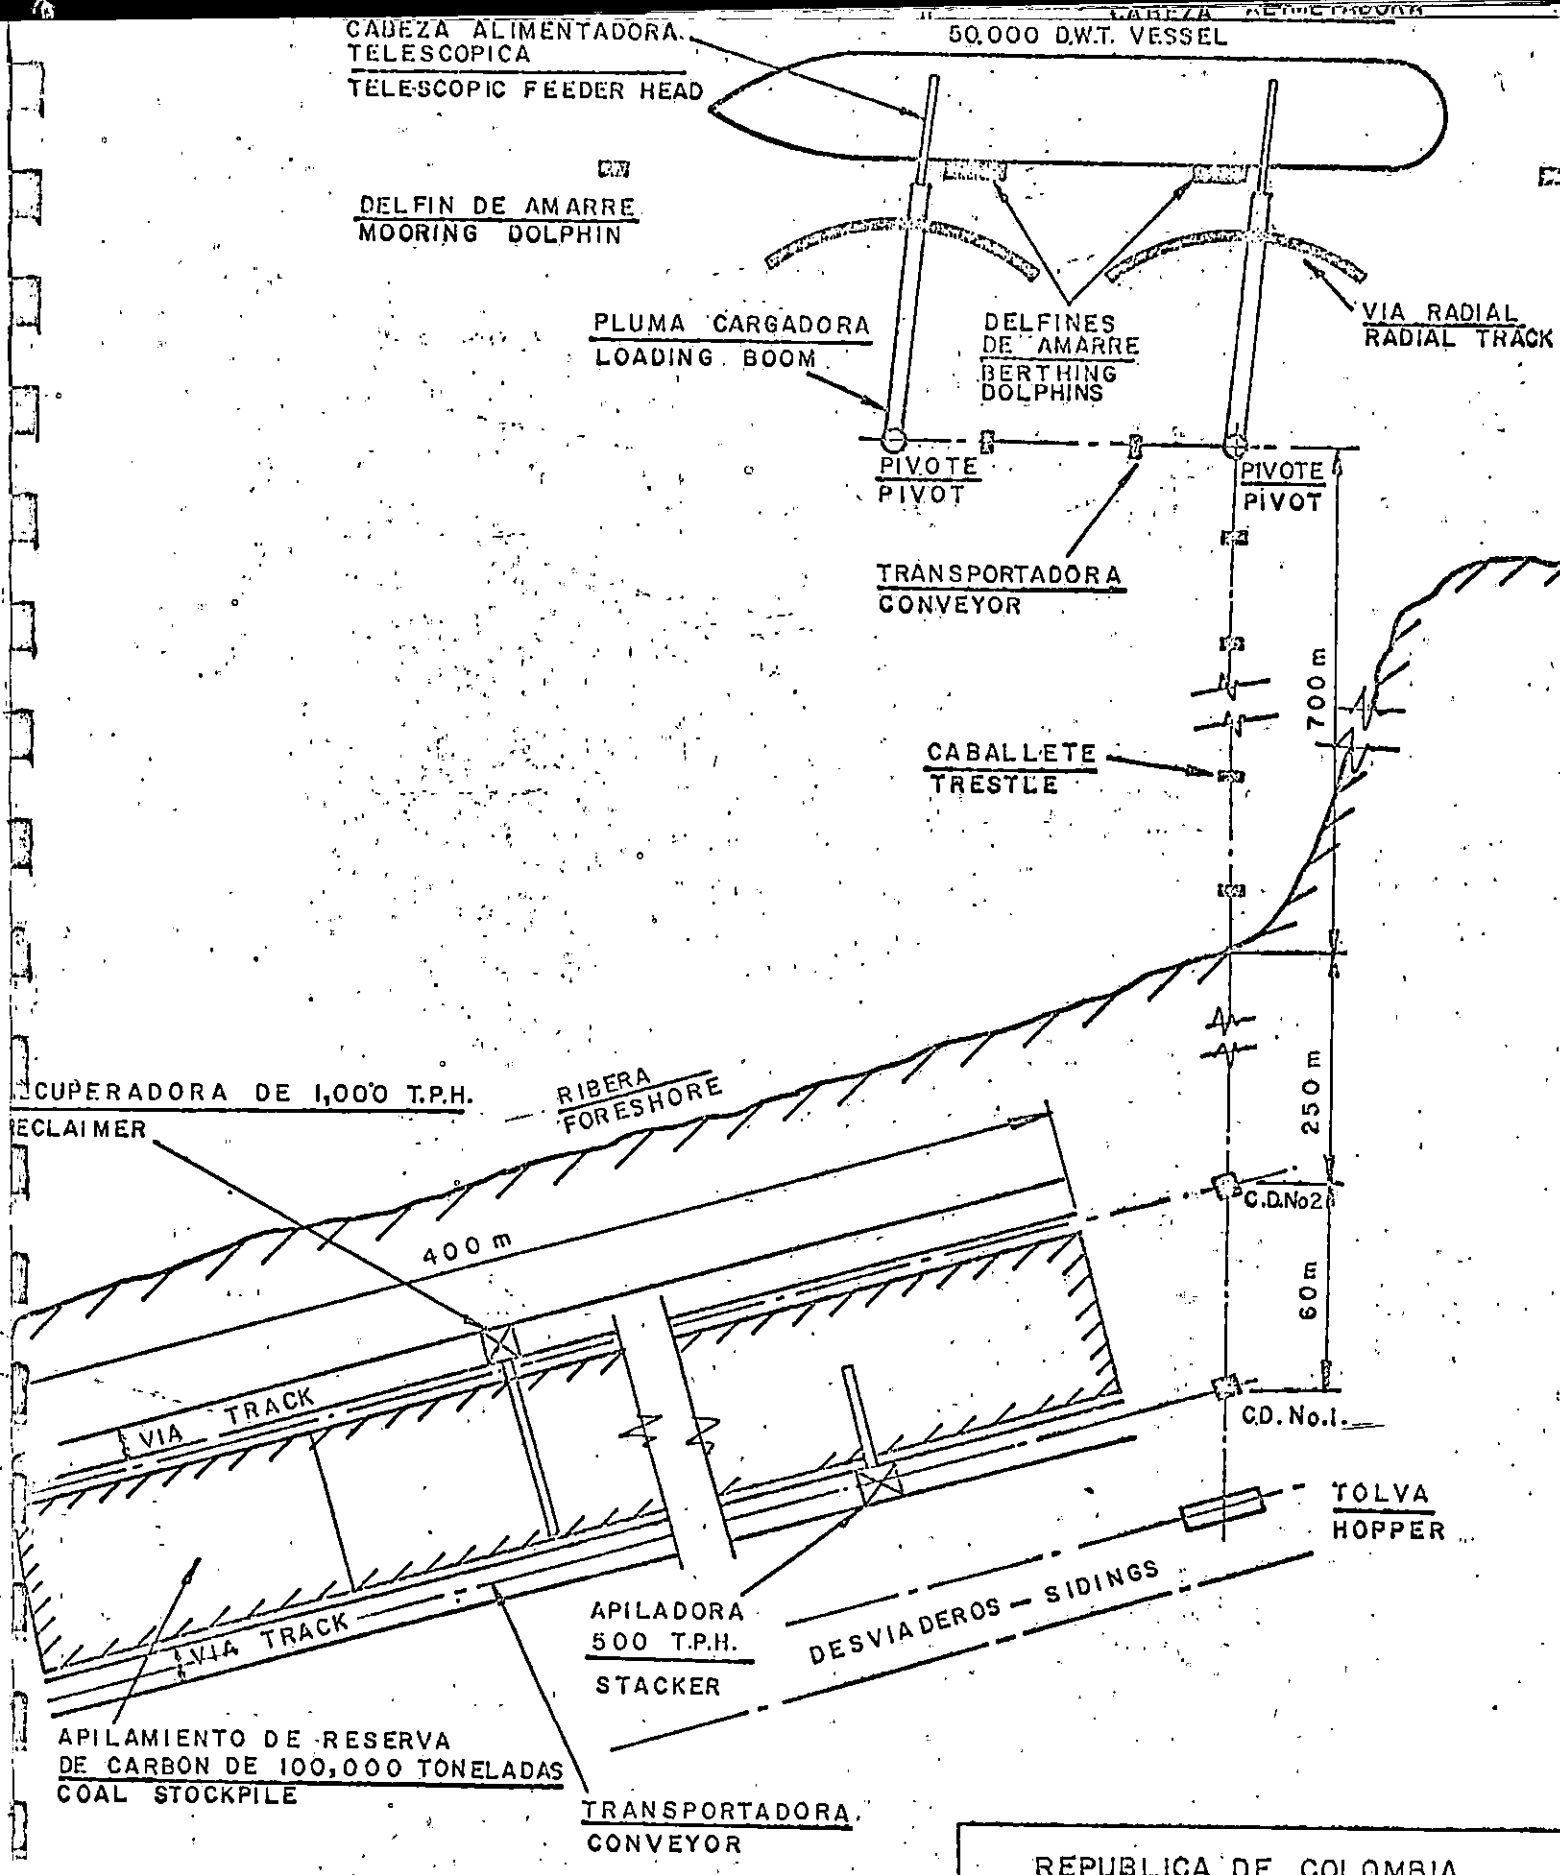 CABEZA ALIMENTADORA
TELESCOPICA
TELESCOPIC FEEDER HEAD
50,000 D.W.T. VESSEL
DELFIN DE AMARRE
MOORING DOLPHIN
PLUMA CARGADORA
LOADING BOOM
DELFINES
DE AMARRE
BERTHING
DOLPHINS
VIA RADIAL
RADIAL TRACK
PIVOTE
PIVOT
PIVOTE
PIVOT
TRANSPORTADORA
CONVEYOR
700 m
CABALLETE
TRESTLE
250 m
RIBERA
FORESHORE
ECUPERADORA DE 1,000 T.P.H.
ECLAIMER
400 m
C.D.No2
60 m
C.D. No.1.
VIA TRACK
TOLVA
HOPPER
DESVIADEROS - SIDINGS
VIA TRACK
APILADORA
500 T.P.H.
STACKER
APILAMIENTO DE RESERVA
DE CARBON DE 100,000 TONELADAS
COAL STOCKPILE
TRANSPORTADORA
CONVEYOR
REPUBLICA DE COLOMBIA